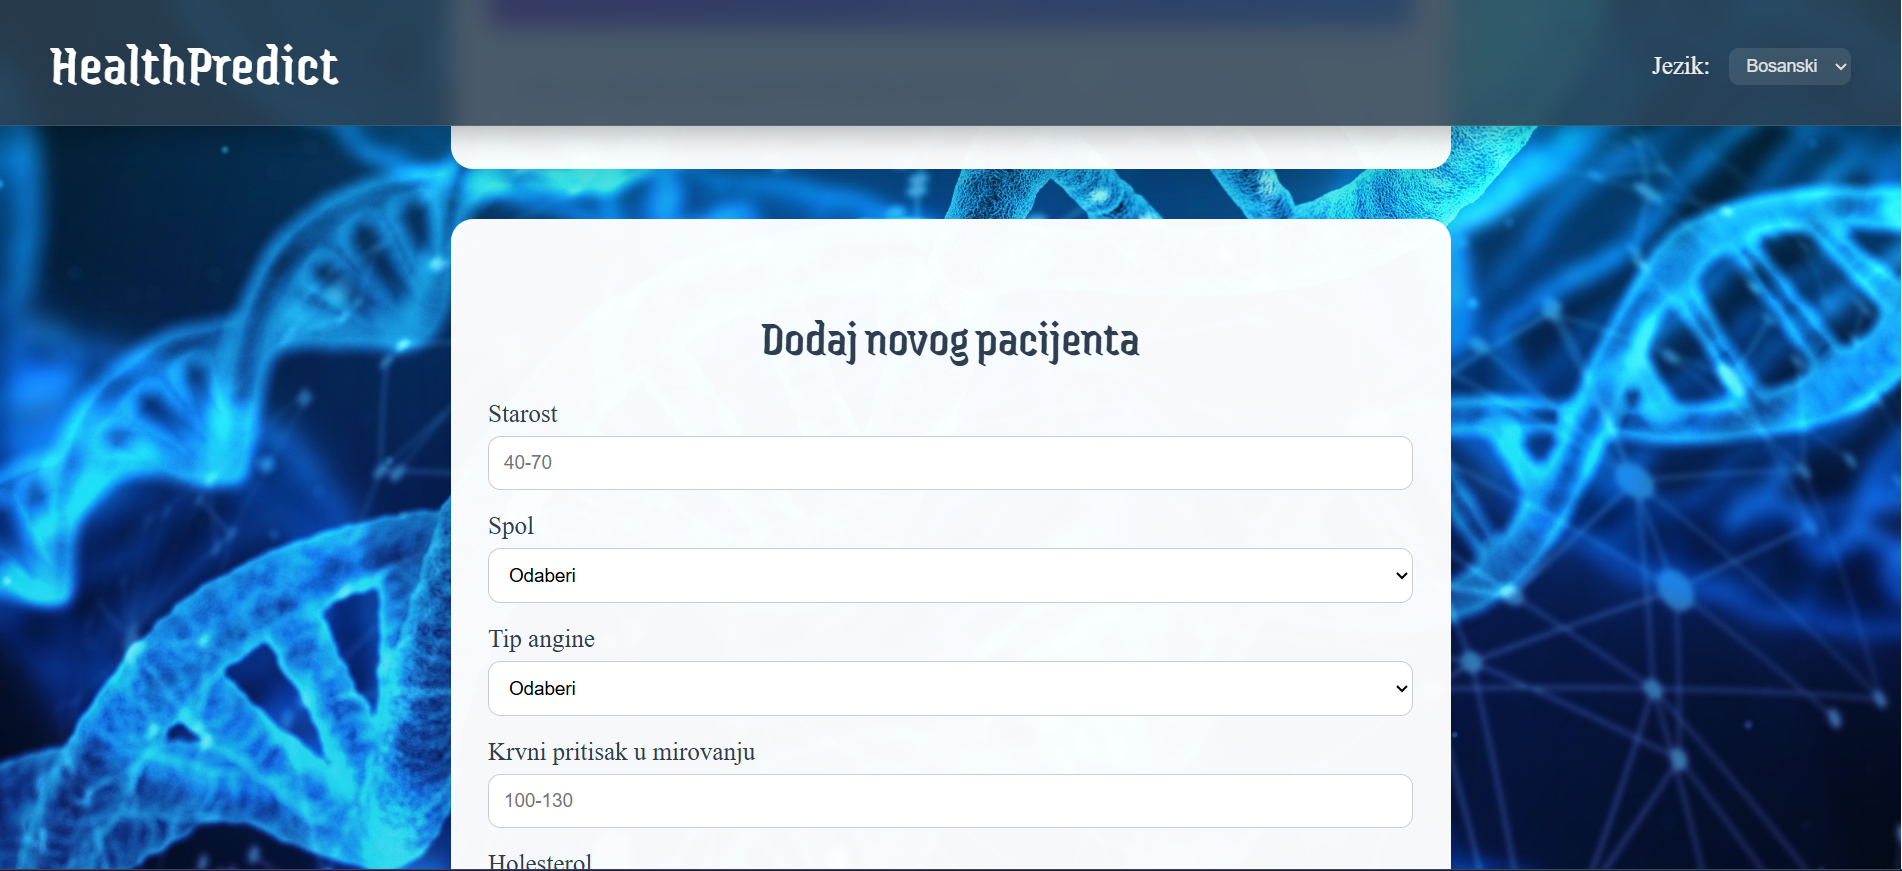 HealthPredict
Jezik:
Bosanski
Dodaj novog pacijenta
Starost
40-70
Spol
Odaberi
Tip angine
Odaberi
Krvni pritisak u mirovanju
100-130
Holesterol